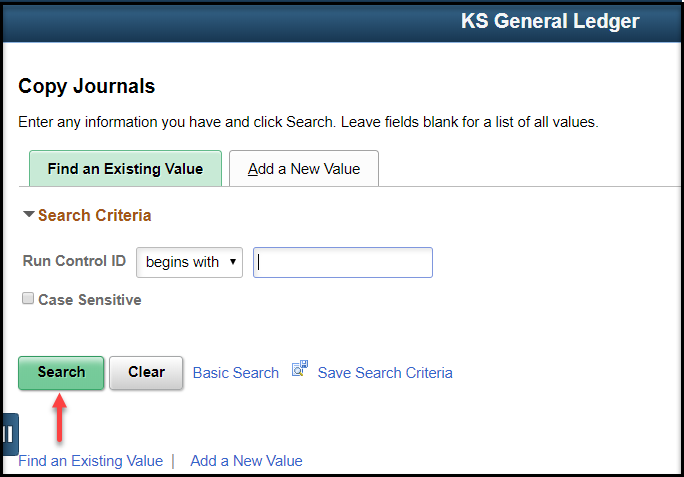 KS General Ledger
Copy Journals
Enter any information you have and click Search. Leave fields blank for a list of all values.
Find an Existing Value Add a New Value
Search Criteria
Run Control ID begins with
Case Sensitive
Search Clear Basic Search Save Search Criteria
Find an Existing Value | Add a New Value